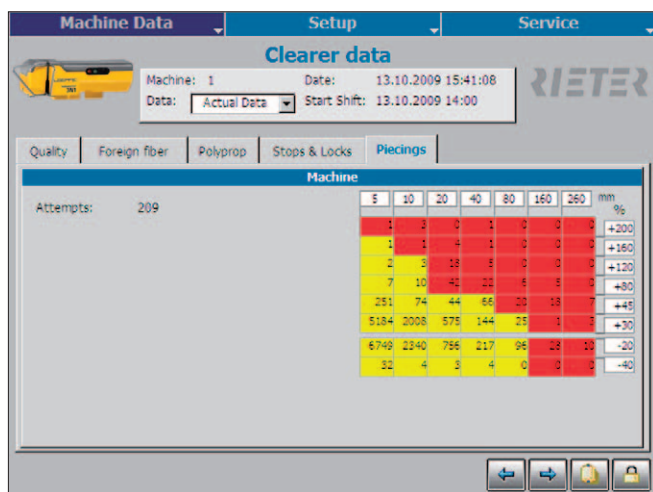 Machine Data Setup Service
Clearer data
Machine: 1 Date: 13.10.2009 15:41:08
Data: Actual Data Start Shift: 13.10.2009 14:00
RIETER
Quality Foreign fiber Polyprop Stops & Locks Piecings
Machine
5 10 20 40 80 160 260 mm
%
Attempts: 209
1 3 0 1 0 0 0 +200
1 1 4 1 0 0 0 +160
2 3 18 5 0 0 0 +120
7 10 42 22 6 5 +80
251 74 44 66 20 18 7 +45
5184 2008 575 144 25 1 +30
6749 2340 756 217 96 28 10 -20
32 4 3 4 0 0 -40